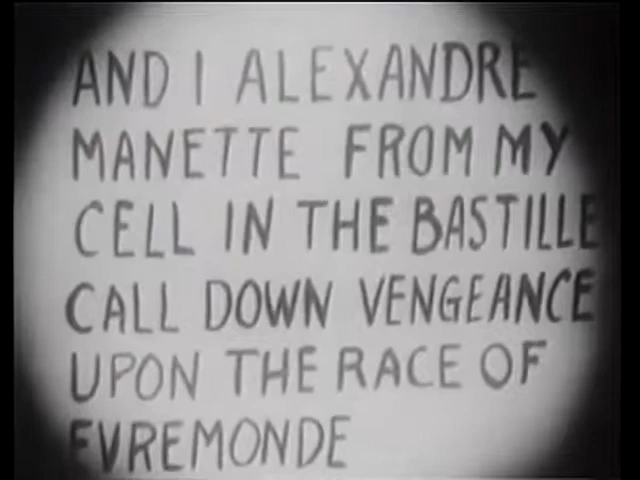 AND I ALEXANDRE
MANETTE FROM MY
CELL IN THE BASTILLE
CALL DOWN VENGEANCE
UPON THE RACE OF
EVREMONDE